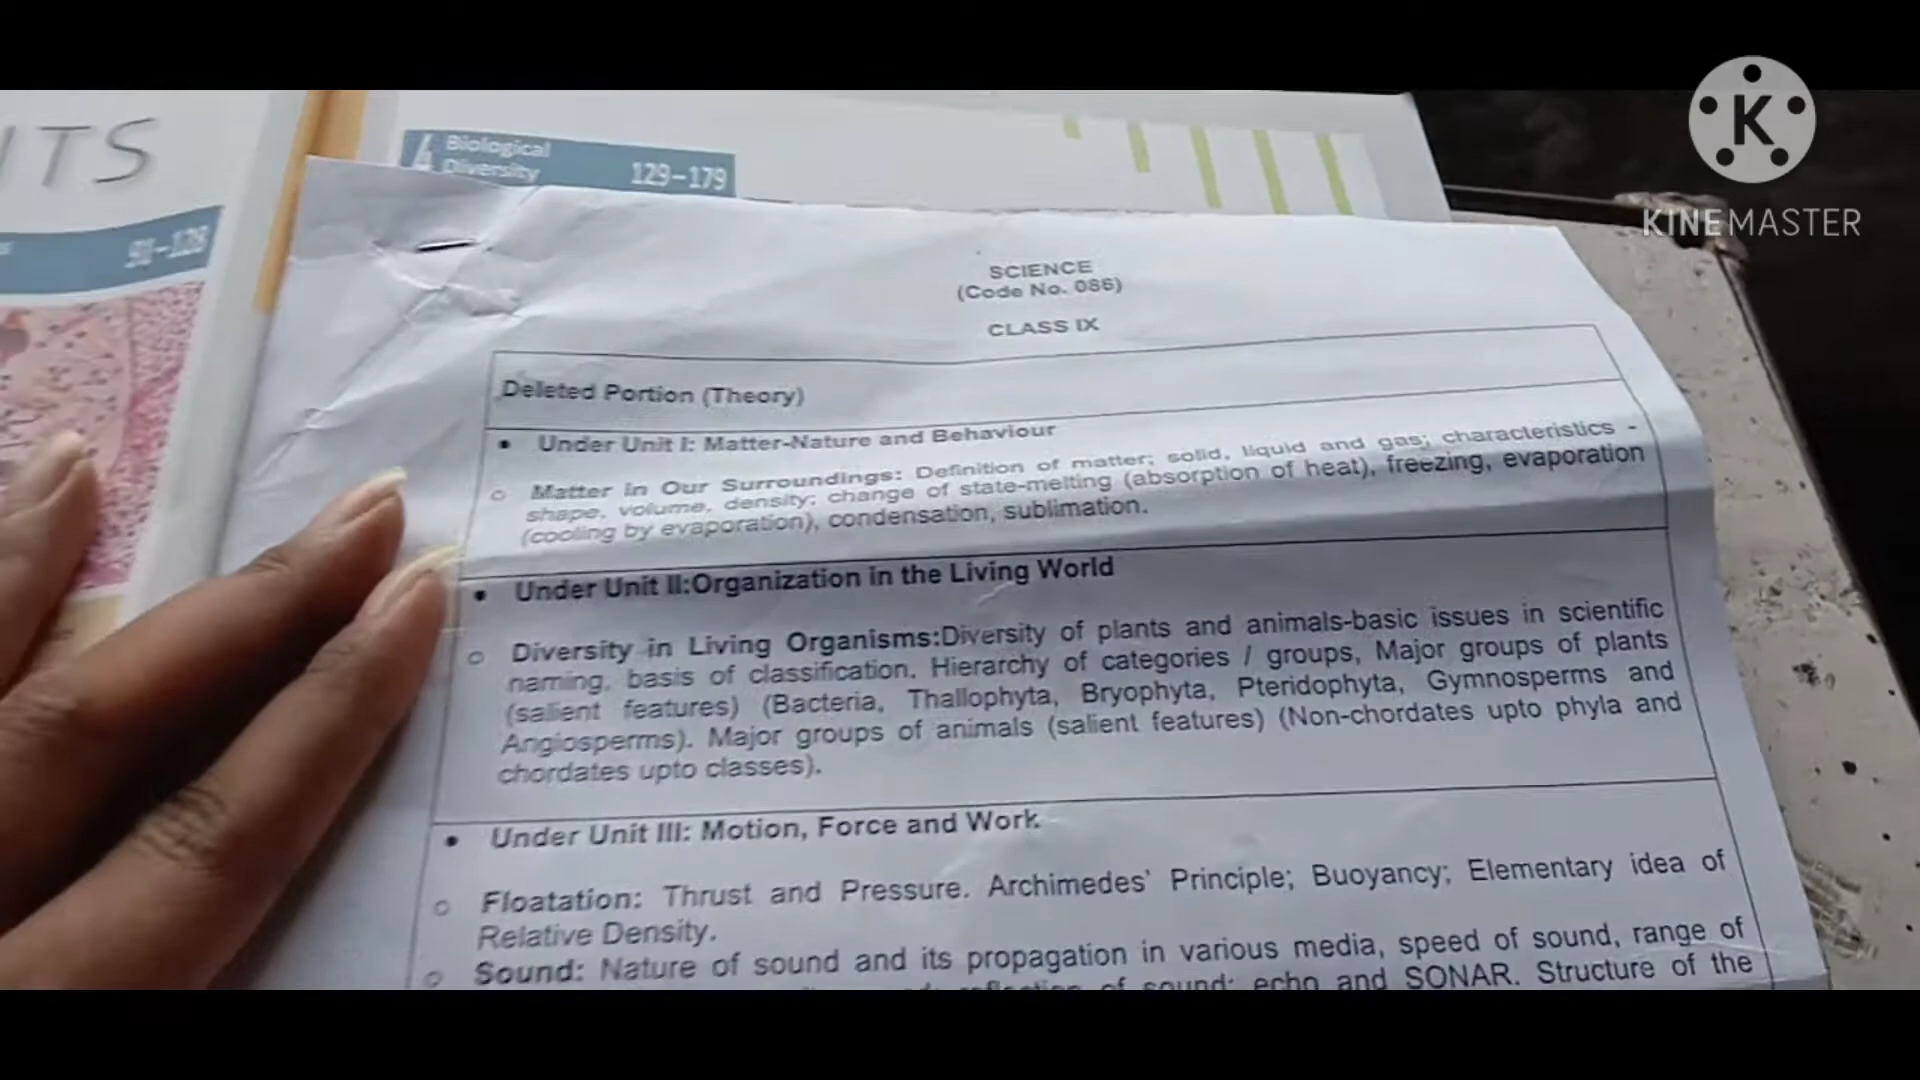 K
KINEMASTER
ITS
4 Biological
Diversity 129-179
91-128
SCIENCE
(Code No. 086)
CLASS IX
Deleted Portion (Theory)
• Under Unit I: Matter-Nature and Behaviour
o Matter in Our Surroundings: Definition of matter; solid, liquid and gas; characteristics -
shape, volume, density; change of state-melting (absorption of heat), freezing, evaporation
(cooling by evaporation), condensation, sublimation.
• Under Unit II:Organization in the Living World
o Diversity in Living Organisms:Diversity of plants and animals-basic issues in scientific
naming, basis of classification. Hierarchy of categories / groups, Major groups of plants
(salient features) (Bacteria, Thallophyta, Bryophyta, Pteridophyta, Gymnosperms and
Angiosperms). Major groups of animals (salient features) (Non-chordates upto phyla and
chordates upto classes).
• Under Unit III: Motion, Force and Work
o Floatation: Thrust and Pressure. Archimedes' Principle; Buoyancy; Elementary idea of
Relative Density.
o Sound: Nature of sound and its propagation in various media, speed of sound, range of
reflection of sound; echo and SONAR. Structure of the